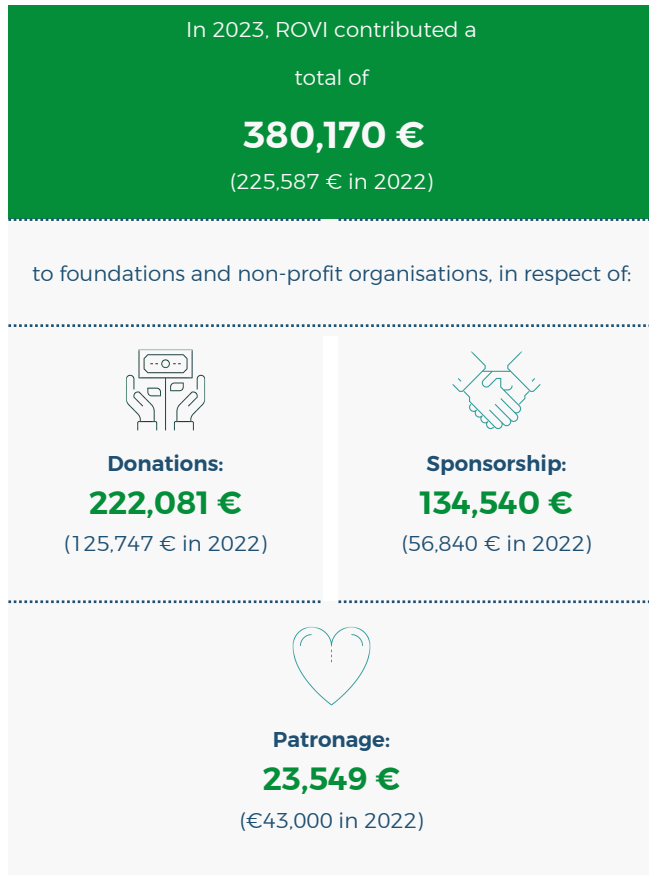 In 2023, ROVI contributed a
total of
380,170 €
(225,587 € in 2022)
to foundations and non-profit organisations, in respect of:
Donations:
222,081 €
(125,747 € in 2022)
Sponsorship:
134,540 €
(56,840 € in 2022)
Patronage:
23,549 €
(€43,000 in 2022)